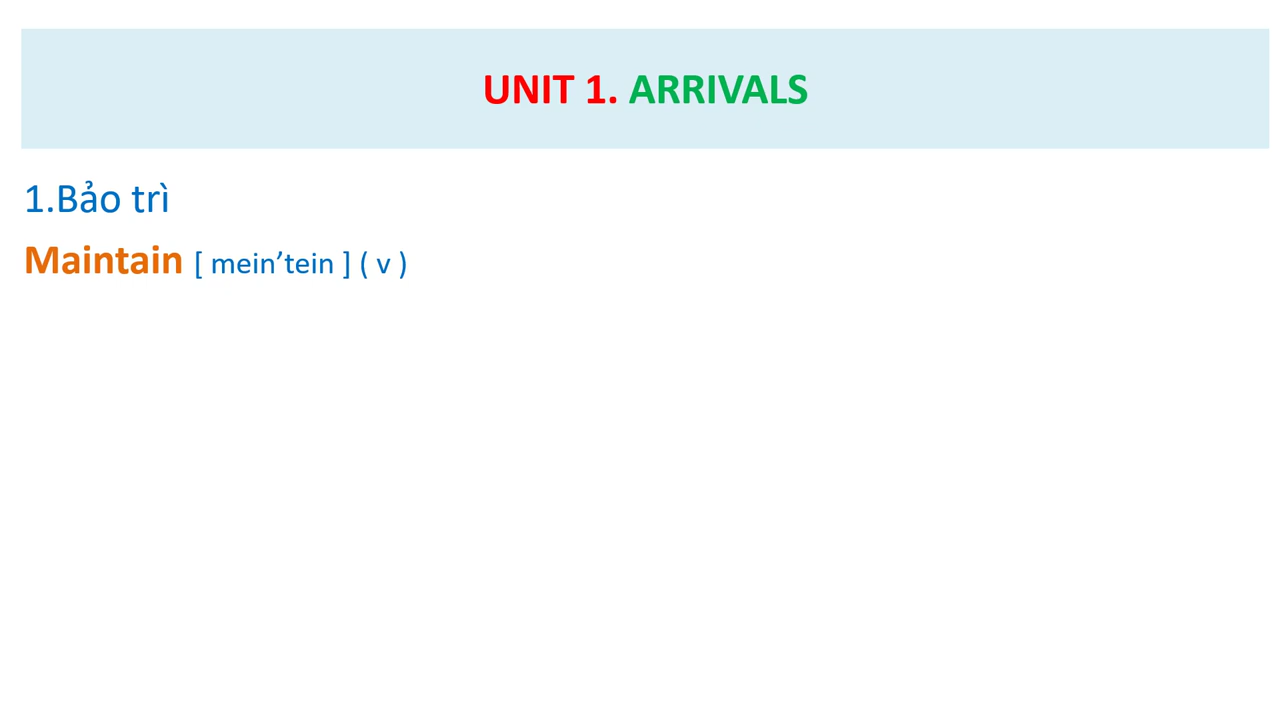 UNIT 1. ARRIVALS
1.Bảo trì
Maintain [ mein’tein ] ( v )